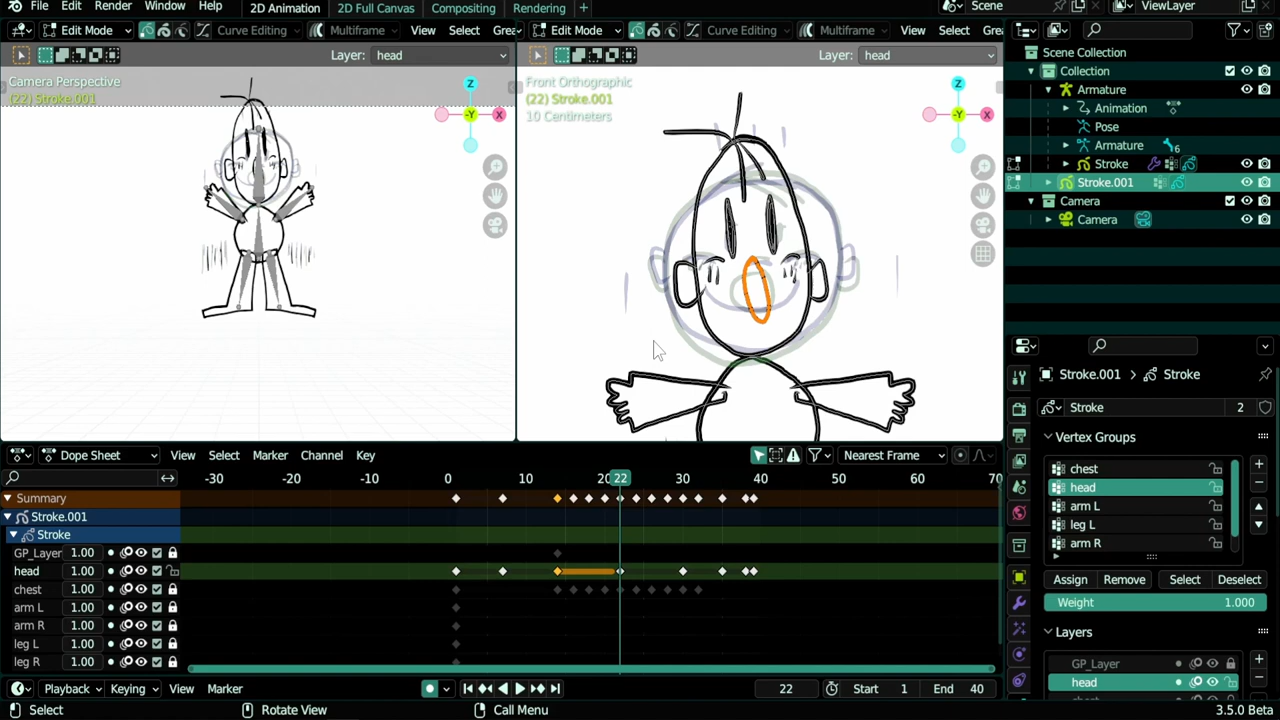 File Edit Render Window Help 2D Animation 2D Full Canvas Compositing Rendering + Scene ViewLayer
Edit Mode Curve Editing Multiframe View Select Grea
Edit Mode Curve Editing Multiframe View Select
Layer: head
Layer: head
Camera Perspective
(22) Stroke.001
Z
-Y
X
Front Orthographic
(22) Stroke.001
10 Centimeters
Z
-Y
X
Scene Collection
Collection
Armature
Animation
Pose
Armature 6
Stroke
Stroke.001
Camera
Camera
Stroke.001 > Stroke
Stroke 2
Vertex Groups
chest
head
arm L
leg L
arm R
Assign Remove Select Deselect
Weight 1.000
Layers
GP_Layer
head
Dope Sheet View Select Marker Channel Key Nearest Frame
-30 -20 -10 0 10 20 22 30 40 50 60 70
Summary
Stroke.001
Stroke
GP_Layer 1.00
head 1.00
chest 1.00
arm L 1.00
arm R 1.00
leg L 1.00
leg R 1.00
Playback Keying View Marker 22 Start 1 End 40
Select Rotate View Call Menu 3.5.0 Beta